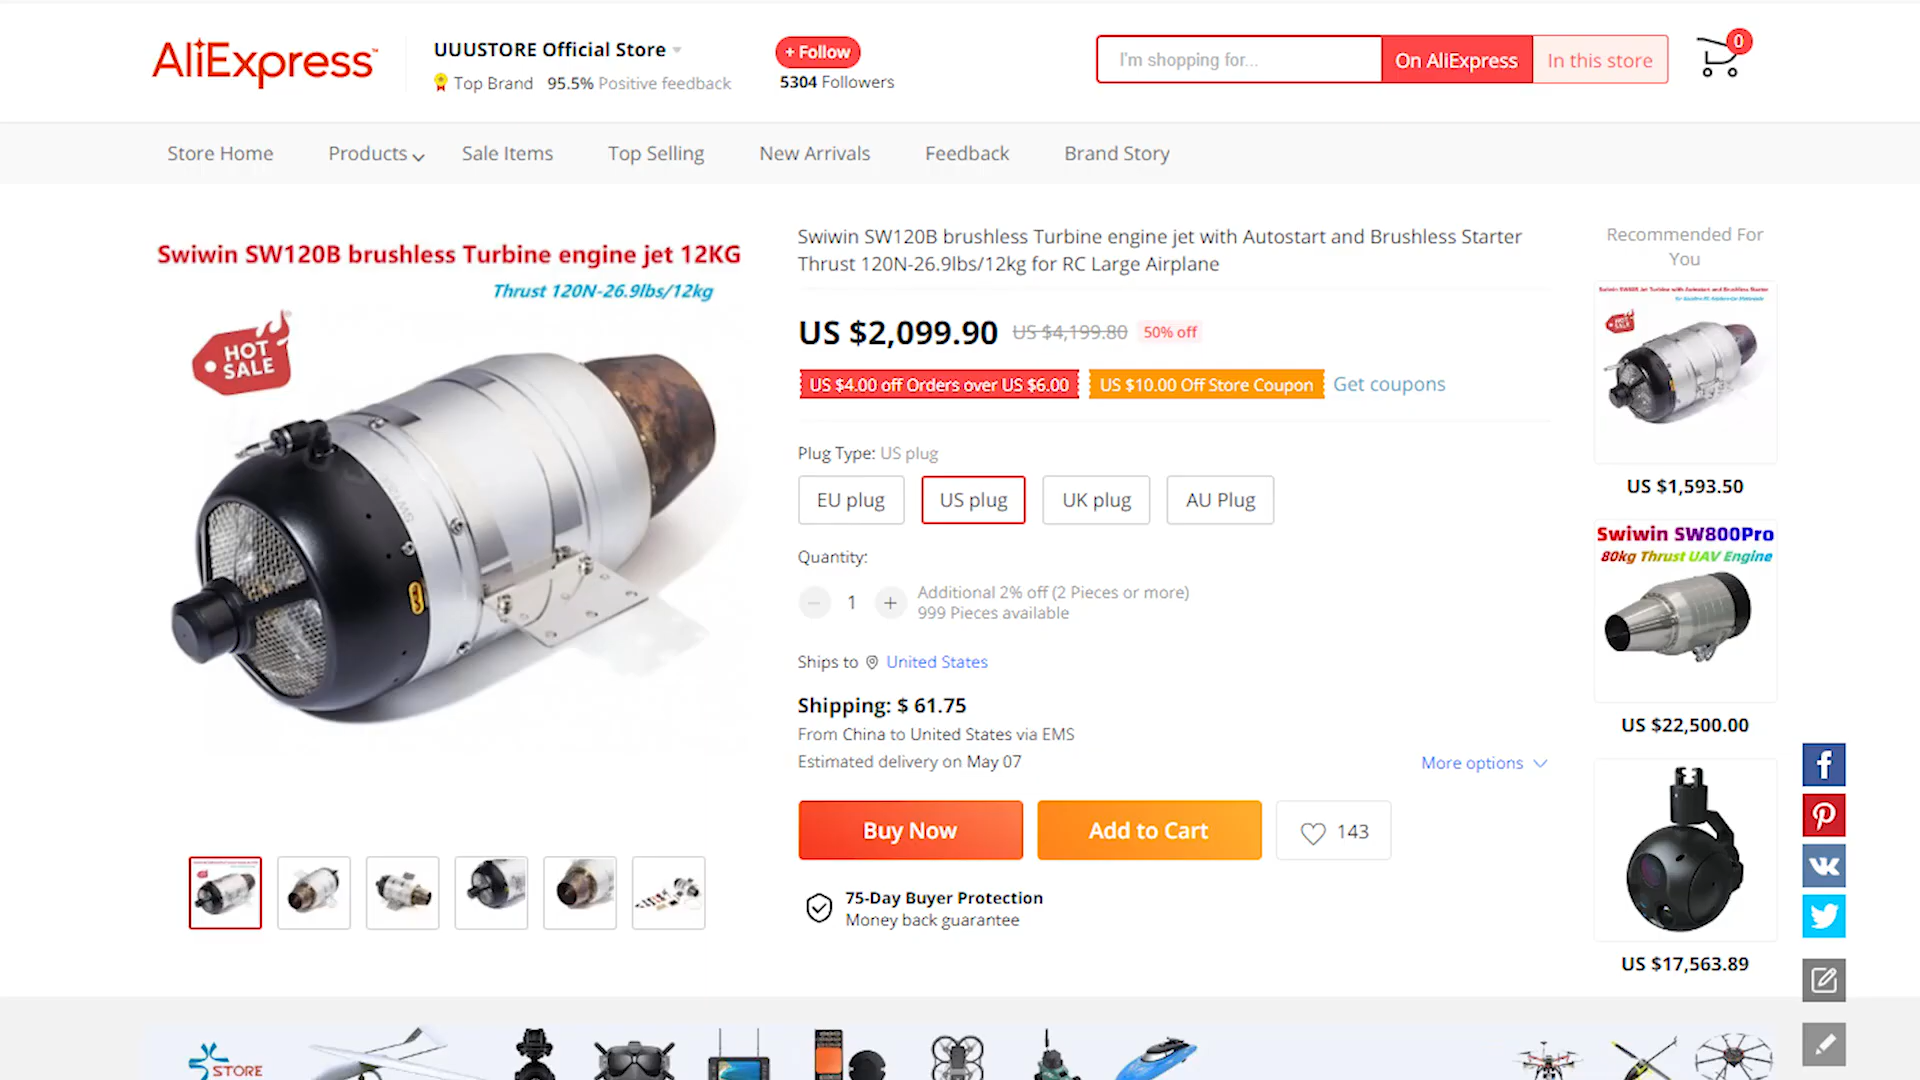 AliExpress™
UUUSTORE Official Store
Top Brand 95.5% Positive feedback
+ Follow
5304 Followers
I'm shopping for...
On AliExpress
In this store
0
Store Home
Products
Sale Items
Top Selling
New Arrivals
Feedback
Brand Story
Swiwin SW120B brushless Turbine engine jet 12KG
Thrust 120N-26.9lbs/12kg
HOT
SALE
Swiwin SW120B brushless Turbine engine jet with Autostart and Brushless Starter
Thrust 120N-26.9lbs/12kg for RC Large Airplane
US $2,099.90 US $4,199.80 50% off
US $4.00 off Orders over US $6.00
US $10.00 Off Store Coupon
Get coupons
Plug Type: US plug
EU plug
US plug
UK plug
AU Plug
Quantity:
1
Additional 2% off (2 Pieces or more)
999 Pieces available
Ships to United States
Shipping: $ 61.75
From China to United States via EMS
Estimated delivery on May 07
More options
Buy Now
Add to Cart
143
75-Day Buyer Protection
Money back guarantee
Recommended For
You
US $1,593.50
Swiwin SW800Pro
80kg Thrust UAV Engine
US $22,500.00
US $17,563.89
STORE